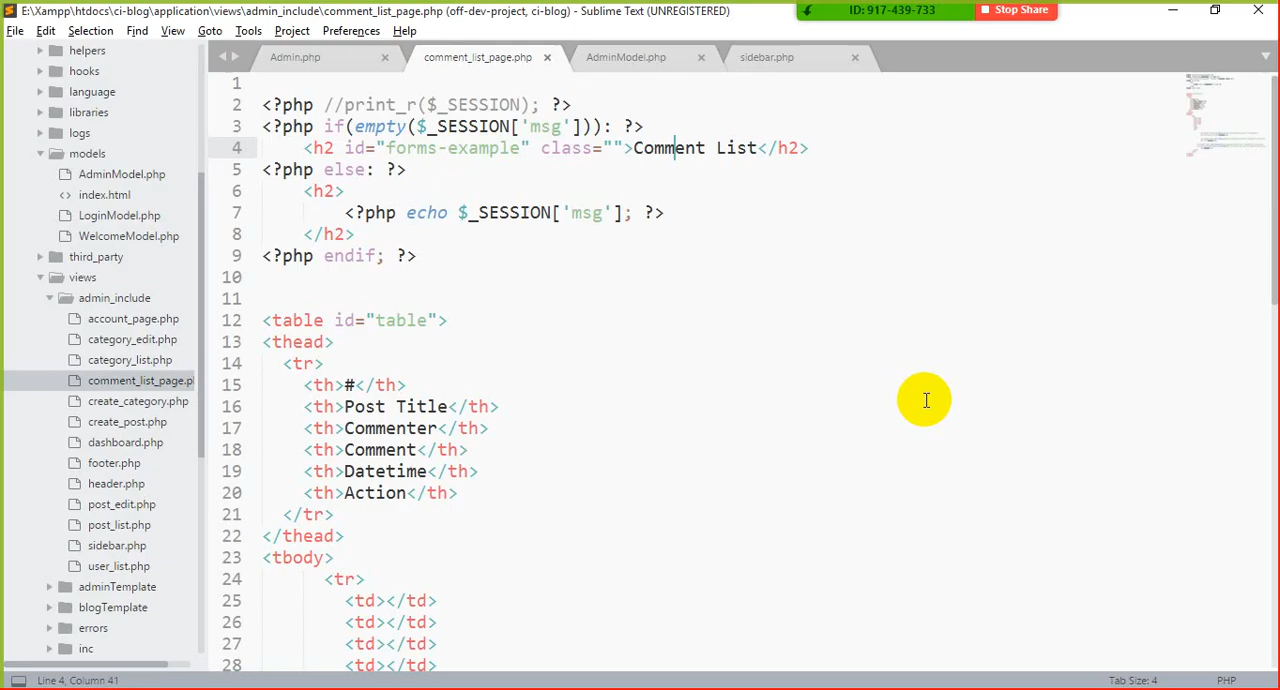 E:\Xampp\htdocs\ci-blog\application\views\admin_include\comment_list_page.php (off-dev-project, ci-blog) - Sublime Text (UNREGISTERED)
ID: 917-439-733
Stop Share
File Edit Selection Find View Goto Tools Project Preferences Help
helpers
hooks
language
libraries
logs
models
AdminModel.php
index.html
LoginModel.php
WelcomeModel.php
third_party
views
admin_include
account_page.php
category_edit.php
category_list.php
comment_list_page.pl
create_category.php
create_post.php
dashboard.php
footer.php
header.php
post_edit.php
post_list.php
sidebar.php
user_list.php
adminTemplate
blogTemplate
errors
inc
Admin.php × comment_list_page.php × AdminModel.php × sidebar.php ×
1
2 <?php //print_r($_SESSION); ?>
3 <?php if(empty($_SESSION['msg'])): ?>
4 <h2 id="forms-example" class="">Comment List</h2>
5 <?php else: ?>
6 <h2>
7 <?php echo $_SESSION['msg']; ?>
8 </h2>
9 <?php endif; ?>
10
11
12 <table id="table">
13 <thead>
14 <tr>
15 <th>#</th>
16 <th>Post Title</th>
17 <th>Commenter</th>
18 <th>Comment</th>
19 <th>Datetime</th>
20 <th>Action</th>
21 </tr>
22 </thead>
23 <tbody>
24 <tr>
25 <td></td>
26 <td></td>
27 <td></td>
28 <td></td>
Line 4, Column 41
Tab Size: 4
PHP